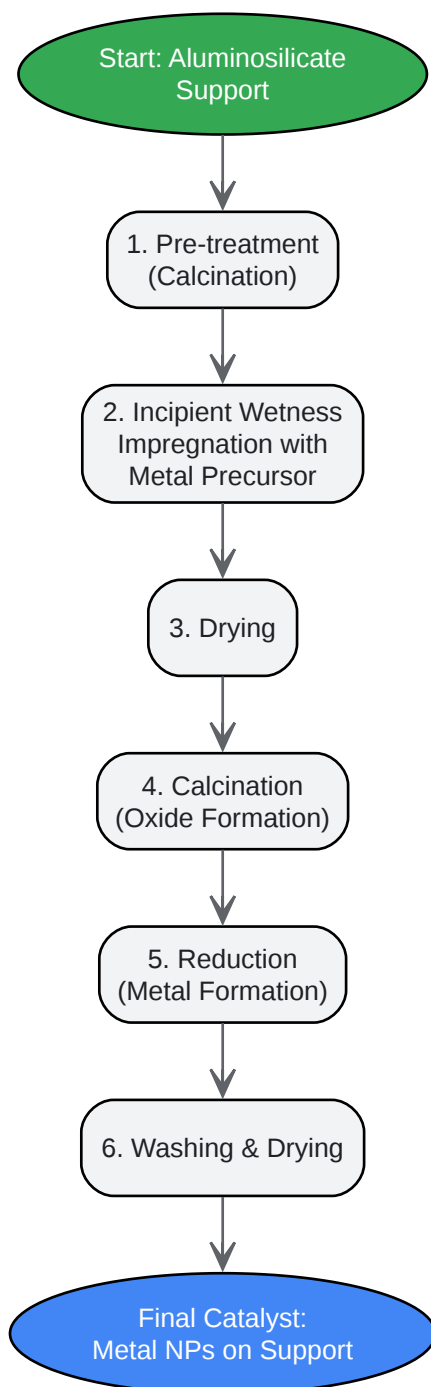 Start: Aluminosilicate
Support
1. Pre-treatment
(Calcination)
2. Incipient Wetness
Impregnation with
Metal Precursor
3. Drying
4. Calcination
(Oxide Formation)
5. Reduction
(Metal Formation)
6. Washing & Drying
Final Catalyst:
Metal NPs on Support